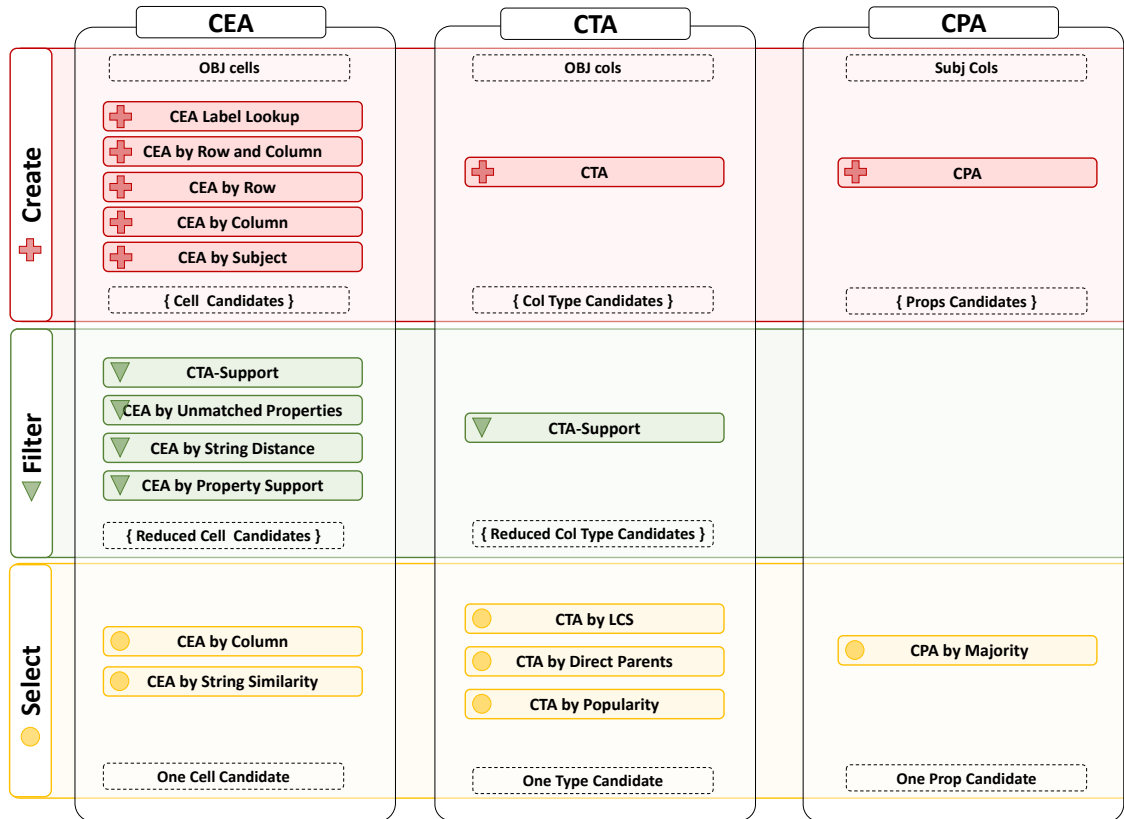 CEA
CTA
CPA
Create
OBJ cells
OBJ cols
Subj Cols
CEA Label Lookup
CEA by Row and Column
CEA by Row
CEA by Column
CEA by Subject
CTA
CPA
{ Cell Candidates }
{ Col Type Candidates }
{ Props Candidates }
Filter
CTA-Support
CEA by Unmatched Properties
CEA by String Distance
CEA by Property Support
CTA-Support
{ Reduced Cell Candidates }
{ Reduced Col Type Candidates }
Select
CEA by Column
CEA by String Similarity
CTA by LCS
CTA by Direct Parents
CTA by Popularity
CPA by Majority
One Cell Candidate
One Type Candidate
One Prop Candidate